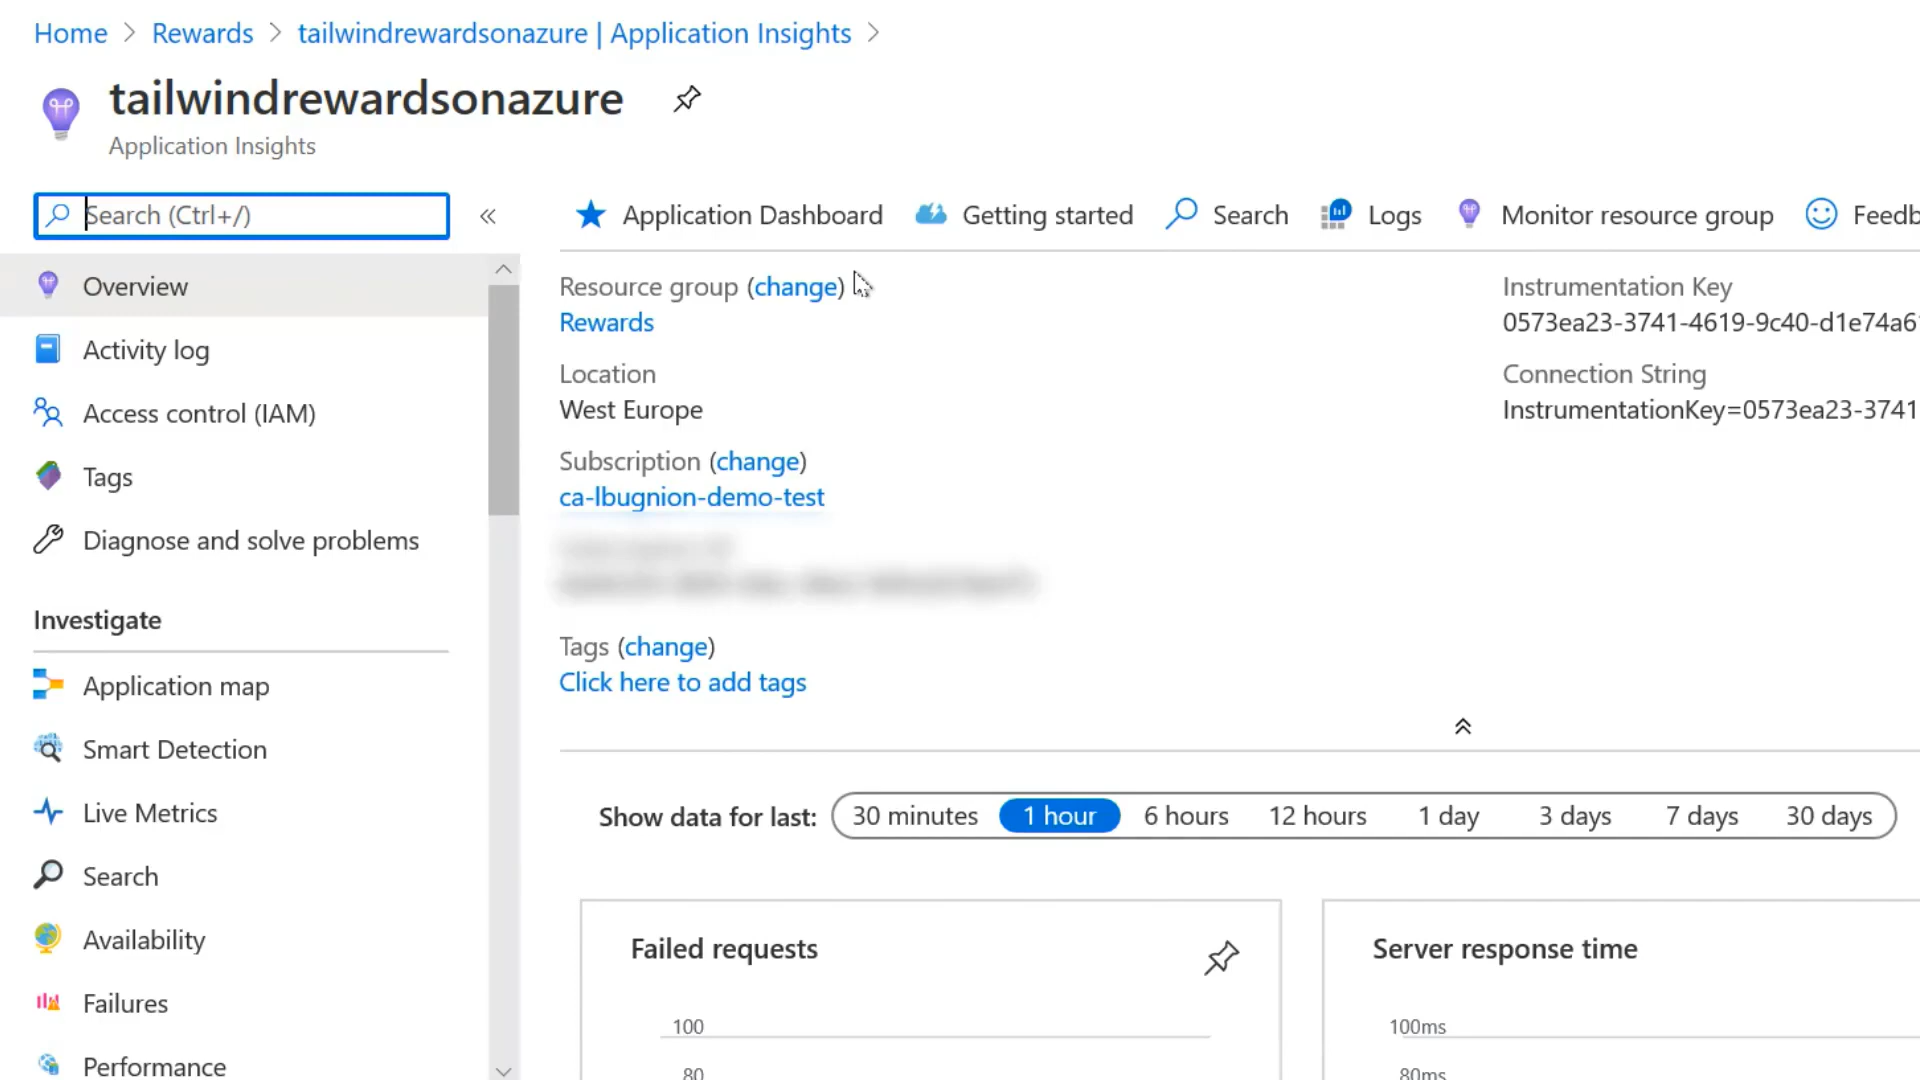 Home > Rewards > tailwindrewardsonazure | Application Insights >
tailwindrewardsonazure
Application Insights
Search (Ctrl+/)
«
Overview
Activity log
Access control (IAM)
Tags
Diagnose and solve problems
Investigate
Application map
Smart Detection
Live Metrics
Search
Availability
Failures
Performance
Application Dashboard Getting started Search Logs Monitor resource group Feedb
Resource group (change)
Rewards
Location
West Europe
Subscription (change)
ca-lbugnion-demo-test
Tags (change)
Click here to add tags
Instrumentation Key
0573ea23-3741-4619-9c40-d1e74a6
Connection String
InstrumentationKey=0573ea23-3741
Show data for last: 30 minutes 1 hour 6 hours 12 hours 1 day 3 days 7 days 30 days
Failed requests
100
80
Server response time
100ms
80ms